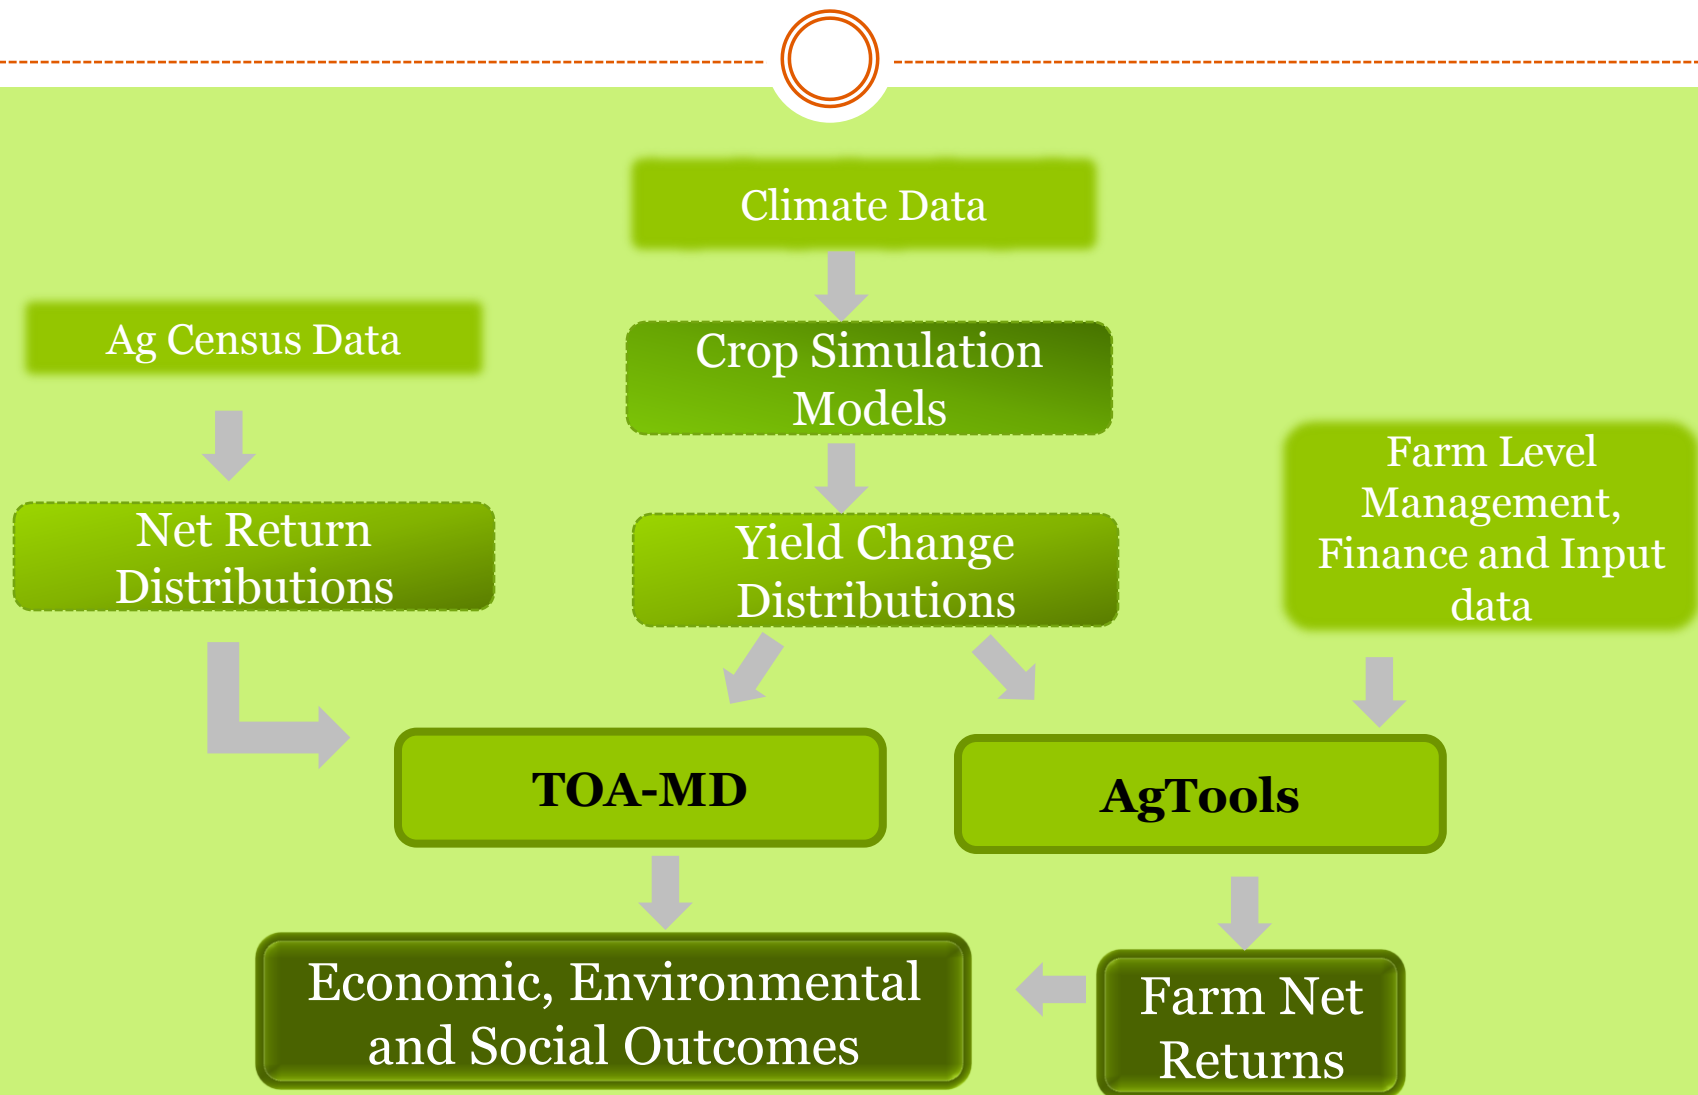 Climate Data
Ag Census Data
Crop Simulation
Models
Farm Level
Management,
Finance and Input
data
Net Return
Distributions
Yield Change
Distributions
TOA-MD
AgTools
Economic, Environmental
and Social Outcomes
Farm Net
Returns